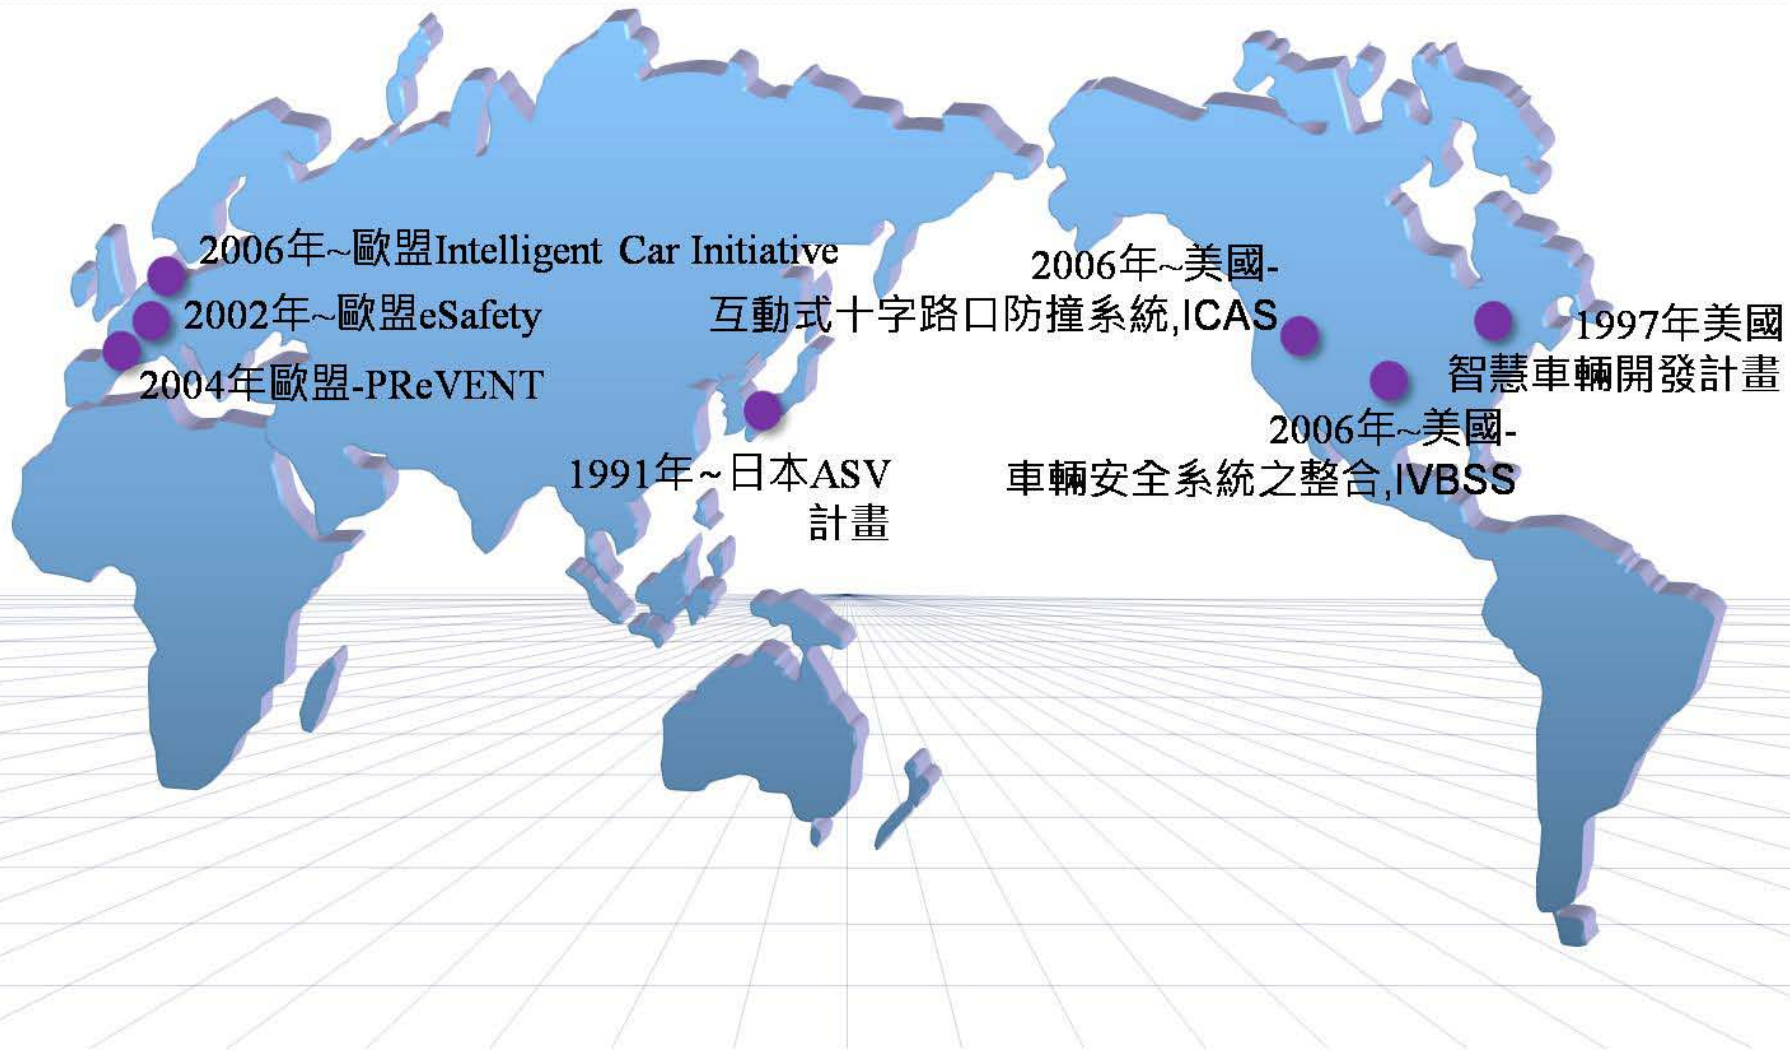 2006年~歐盟Intelligent Car Initiative
2002年~歐盟eSafety
2004年歐盟-PReVENT
1991年~日本ASV
計畫
2006年~美國-
互動式十字路口防撞系統,ICAS
1997年美國
智慧車輛開發計畫
2006年~美國-
車輛安全系統之整合,IVBSS